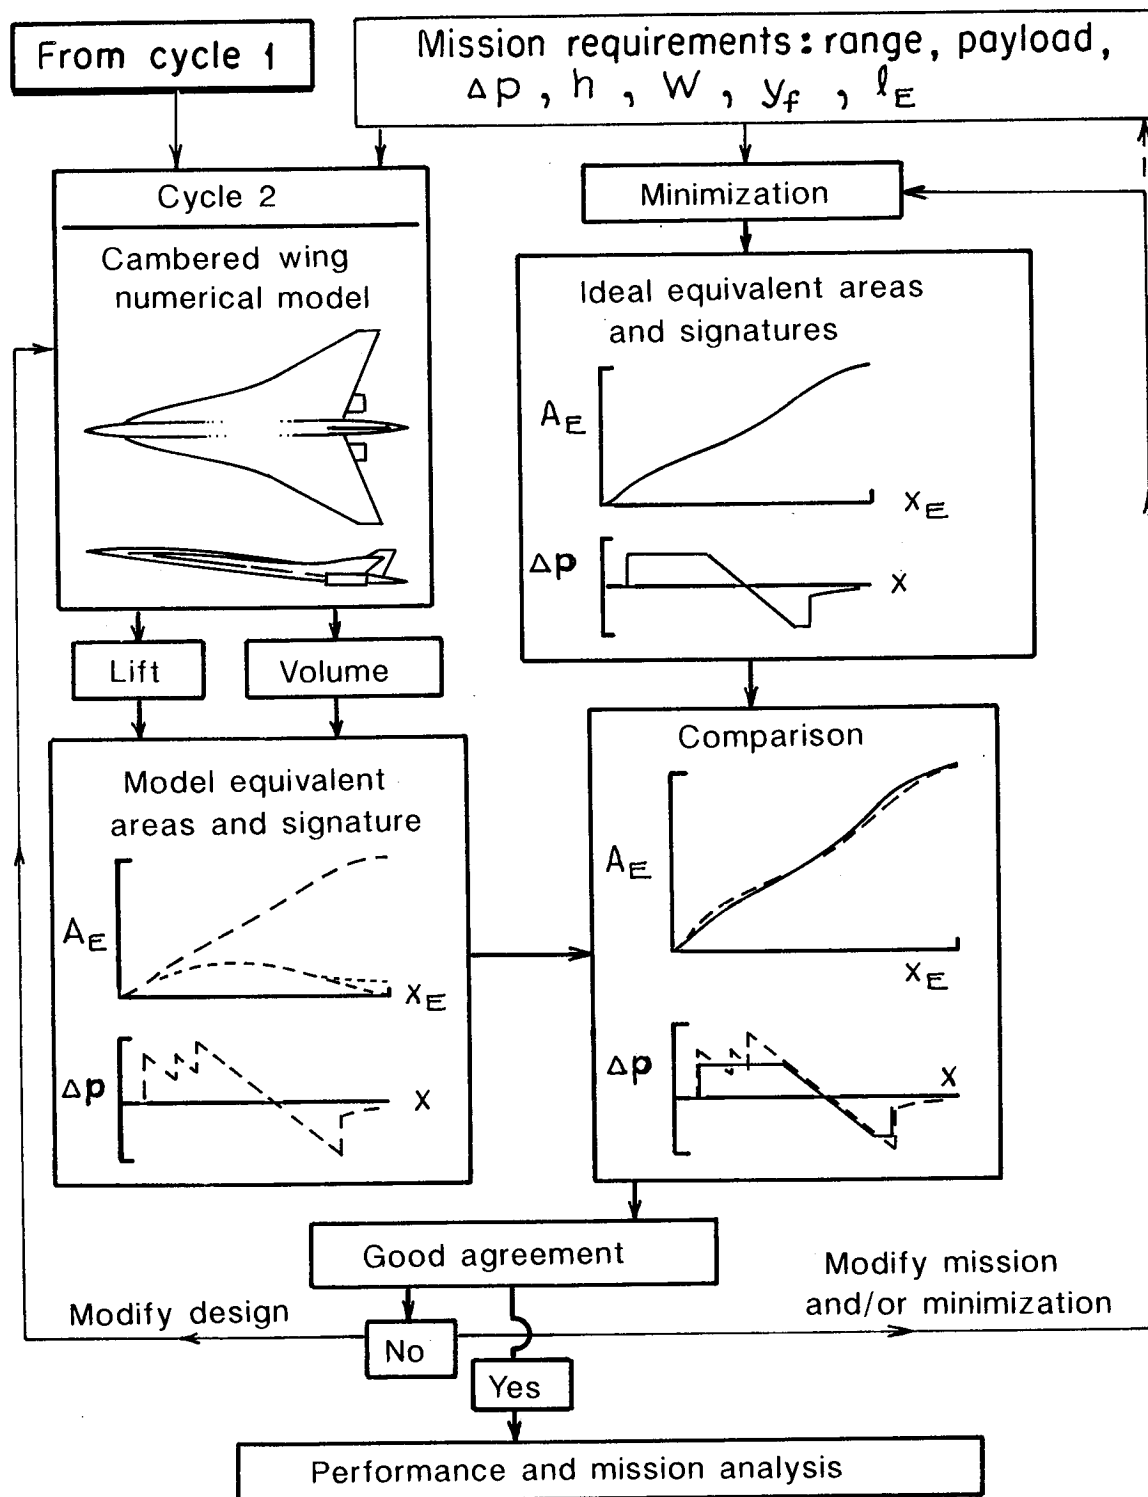 From cycle 1
Mission requirements: range, payload,
Δp, h, W, y_f, l_E
Cycle 2
Cambered wing
numerical model
Minimization
Ideal equivalent areas
and signatures
A_E
x_E
Δp
x
Lift
Volume
Model equivalent
areas and signature
A_E
x_E
Δp
x
Comparison
A_E
x_E
Δp
x
Good agreement
Modify design
No
Yes
Modify mission
and/or minimization
Performance and mission analysis